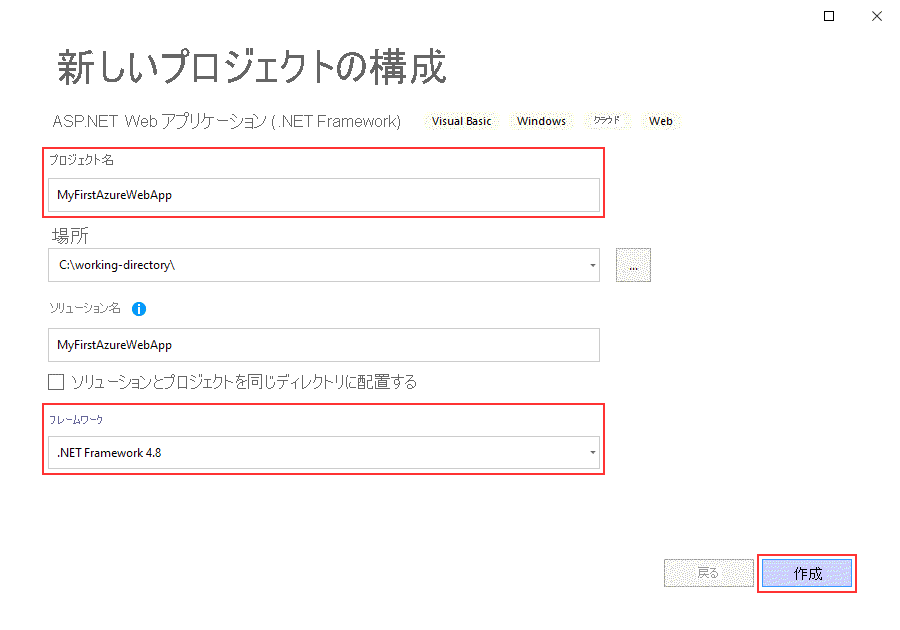 新しいプロジェクトの構成
ASP.NET Web アプリケーション (.NET Framework) Visual Basic Windows クラウド Web
プロジェクト名
MyFirstAzureWebApp
場所
C:\working-directory\
...
ソリューション名
MyFirstAzureWebApp
ソリューションとプロジェクトを同じディレクトリに配置する
フレームワーク
.NET Framework 4.8
戻る 作成